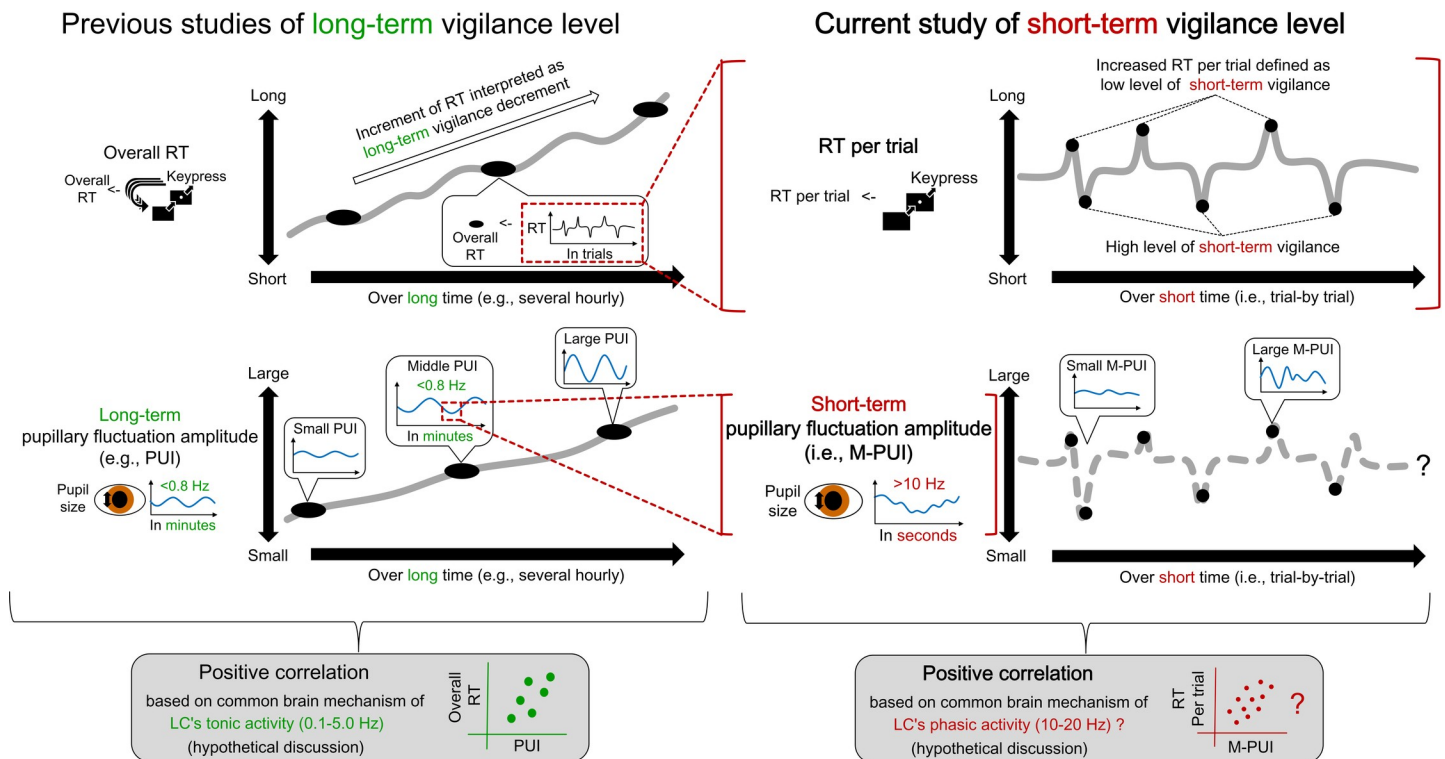 Previous studies of long-term vigilance level
Long
Short
Overall RT
Overall
RT
<-
Keypress
Increment of RT interpreted as
long-term vigilance decrement
Overall
RT
<-
RT
In trials
Over long time (e.g., several hourly)
Large
Small
Long-term
pupillary fluctuation amplitude
(e.g., PUI)
Pupil
size
<0.8 Hz
In minutes
Small PUI
Middle PUI
<0.8 Hz
In minutes
Large PUI
Over long time (e.g., several hourly)
Positive correlation
based on common brain mechanism of
LC's tonic activity (0.1-5.0 Hz)
(hypothetical discussion)
Overall
RT
PUI
Current study of short-term vigilance level
Increased RT per trial defined as
low level of short-term vigilance
Long
Short
RT per trial
Keypress
RT per trial <-
High level of short-term vigilance
Over short time (i.e., trial-by trial)
Large
Small
Short-term
pupillary fluctuation amplitude
(i.e., M-PUI)
Pupil
size
>10 Hz
In seconds
Small M-PUI
Large M-PUI
?
Over short time (i.e., trial-by-trial)
Positive correlation
based on common brain mechanism of
LC's phasic activity (10-20 Hz) ?
(hypothetical discussion)
RT
Per trial
M-PUI
?